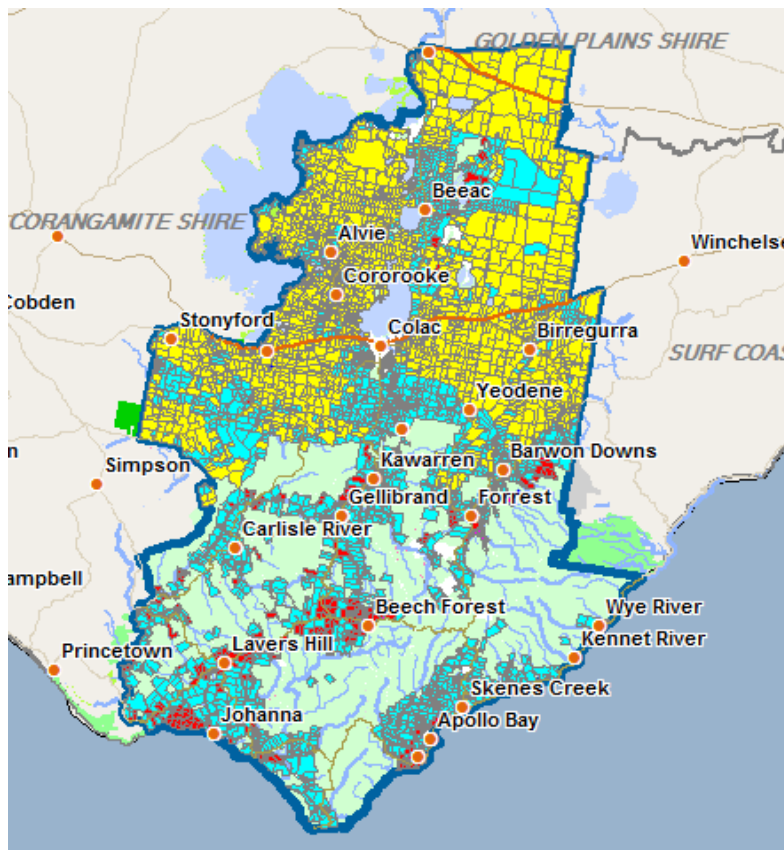 GOLDEN PLAINS SHIRE
Beeac
CORANGAMITE SHIRE
Alvie
Winchelse
Cororooke
Cobden
Stonyford
Colac
Birregurra
SURF COAS
Yeodene
n
Simpson
Kawarren
Barwon Downs
Gellibrand
Forrest
Carlisle River
ampbell
Beech Forest
Wye River
Princetown
Lavers Hill
Kennet River
Skenes Creek
Johanna
Apollo Bay